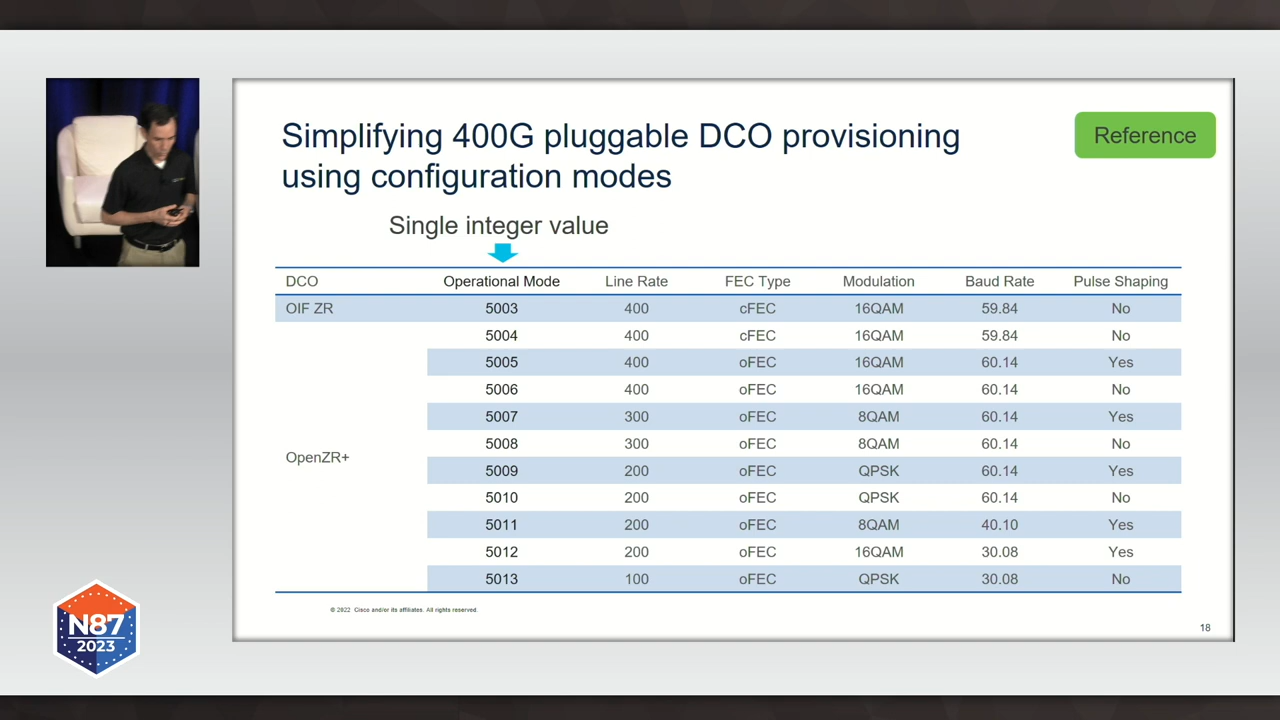 Simplifying 400G pluggable DCO provisioning
using configuration modes
Reference
Single integer value
DCO Operational Mode Line Rate FEC Type Modulation Baud Rate Pulse Shaping
OIF ZR 5003 400 cFEC 16QAM 59.84 No
5004 400 cFEC 16QAM 59.84 No
5005 400 oFEC 16QAM 60.14 Yes
5006 400 oFEC 16QAM 60.14 No
5007 300 oFEC 8QAM 60.14 Yes
5008 300 oFEC 8QAM 60.14 No
OpenZR+
5009 200 oFEC QPSK 60.14 Yes
5010 200 oFEC QPSK 60.14 No
5011 200 oFEC 8QAM 40.10 Yes
5012 200 oFEC 16QAM 30.08 Yes
5013 100 oFEC QPSK 30.08 No
© 2022 Cisco and/or its affiliates. All rights reserved.
18
N87
2023